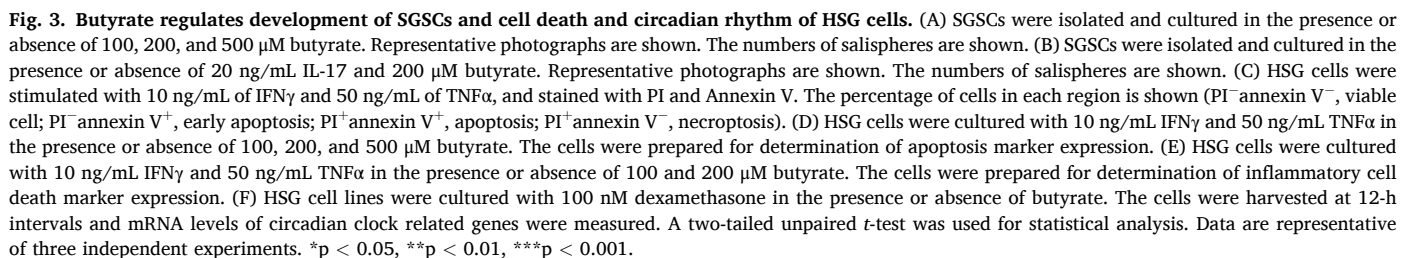 Fig. 3. Butyrate regulates development of SGSCs and cell death and circadian rhythm of HSG cells. (A) SGSCs were isolated and cultured in the presence or
absence of 100, 200, and 500 μM butyrate. Representative photographs are shown. The numbers of salispheres are shown. (B) SGSCs were isolated and cultured in the
presence or absence of 20 ng/mL IL-17 and 200 μM butyrate. Representative photographs are shown. The numbers of salispheres are shown. (C) HSG cells were
stimulated with 10 ng/mL of IFNγ and 50 ng/mL of TNFα, and stained with PI and Annexin V. The percentage of cells in each region is shown (PI⁻annexin V⁻, viable
cell; PI⁻annexin V⁺, early apoptosis; PI⁺annexin V⁺, apoptosis; PI⁺annexin V⁻, necroptosis). (D) HSG cells were cultured with 10 ng/mL IFNγ and 50 ng/mL TNFα in
the presence or absence of 100, 200, and 500 μM butyrate. The cells were prepared for determination of apoptosis marker expression. (E) HSG cells were cultured
with 10 ng/mL IFNγ and 50 ng/mL TNFα in the presence or absence of 100 and 200 μM butyrate. The cells were prepared for determination of inflammatory cell
death marker expression. (F) HSG cell lines were cultured with 100 nM dexamethasone in the presence or absence of butyrate. The cells were harvested at 12-h
intervals and mRNA levels of circadian clock related genes were measured. A two-tailed unpaired t-test was used for statistical analysis. Data are representative
of three independent experiments. *p < 0.05, **p < 0.01, ***p < 0.001.